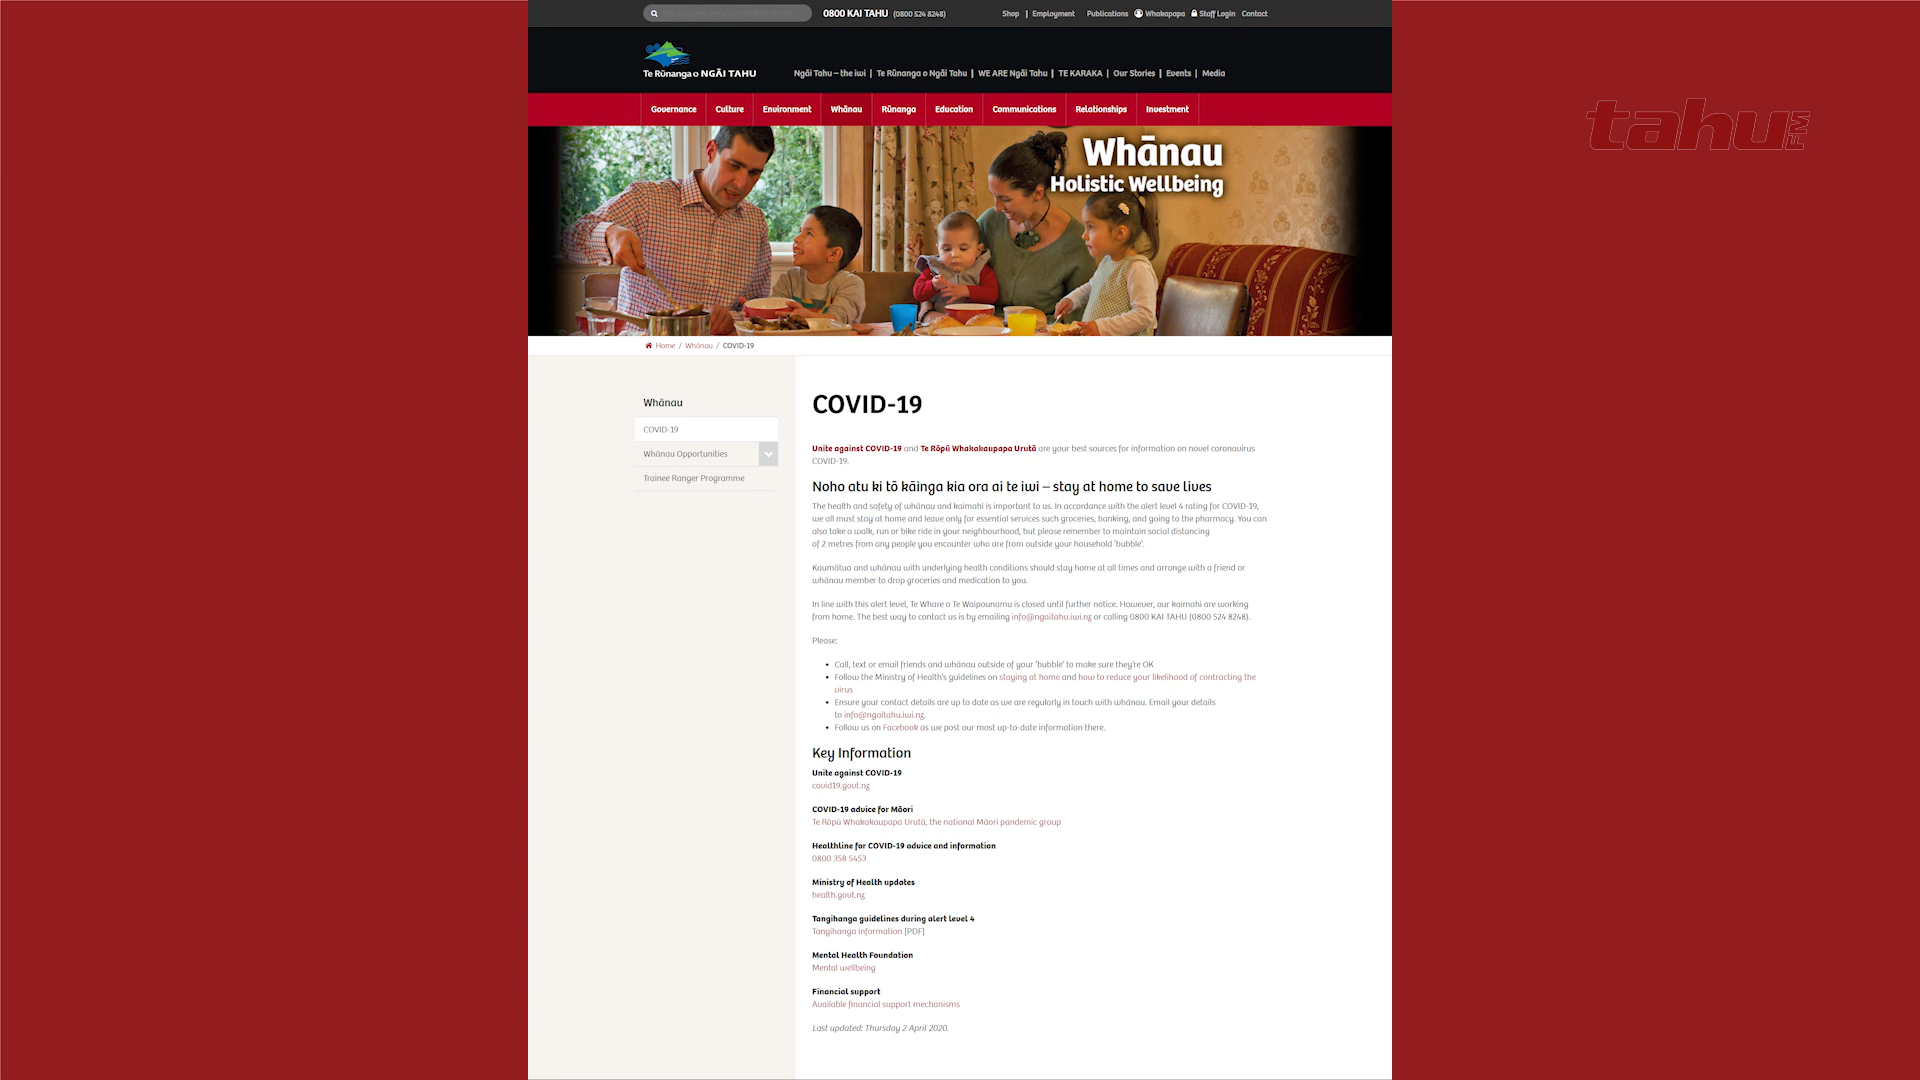 0800 KAI TAHU (0800 524 8248)
Shop | Employment Publications Whakapapa Staff Login Contact
Te Rūnanga o NGĀI TAHU
Ngāi Tahu – the iwi | Te Rūnanga o Ngāi Tahu | WE ARE Ngāi Tahu | TE KARAKA | Our Stories | Events | Media
Governance Culture Environment Whānau Rūnanga Education Communications Relationships Investment
tahu FM
Whānau
Holistic Wellbeing
Home / Whānau / COVID-19
Whānau
COVID-19
Whānau Opportunities
Trainee Ranger Programme
COVID-19
Unite against COVID-19 and Te Rōpū Whakakaupapa Urutā are your best sources for information on novel coronavirus
COVID-19.
Noho atu ki tō kāinga kia ora ai te iwi – stay at home to save lives
The health and safety of whānau and kaimahi is important to us. In accordance with the alert level 4 rating for COVID-19,
we all must stay at home and leave only for essential services such groceries, banking, and going to the pharmacy. You can
also take a walk, run or bike ride in your neighbourhood, but please remember to maintain social distancing
of 2 metres from any people you encounter who are from outside your household ‘bubble’.
Kaumātua and whānau with underlying health conditions should stay home at all times and arrange with a friend or
whānau member to drop groceries and medication to you.
In line with this alert level, Te Whare o Te Waipounamu is closed until further notice. However, our kaimahi are working
from home. The best way to contact us is by emailing info@ngaitahu.iwi.nz or calling 0800 KAI TAHU (0800 524 8248).
Please:
• Call, text or email friends and whānau outside of your ‘bubble’ to make sure they’re OK
• Follow the Ministry of Health’s guidelines on staying at home and how to reduce your likelihood of contracting the
virus
• Ensure your contact details are up to date as we are regularly in touch with whānau. Email your details
to info@ngaitahu.iwi.nz.
• Follow us on Facebook as we post our most up-to-date information there.
Key Information
Unite against COVID-19
covid19.govt.nz
COVID-19 advice for Māori
Te Rōpū Whakakaupapa Urutā, the national Māori pandemic group
Healthline for COVID-19 advice and information
0800 358 5453
Ministry of Health updates
health.govt.nz
Tangihanga guidelines during alert level 4
Tangihanga information [PDF]
Mental Health Foundation
Mental wellbeing
Financial support
Available financial support mechanisms
Last updated: Thursday 2 April 2020.